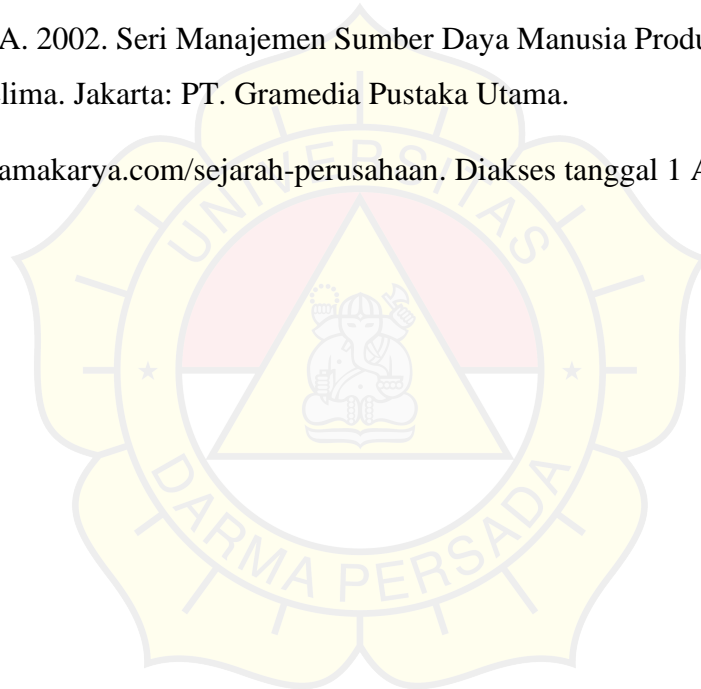 A. 2002. Seri Manajemen Sumber Daya Manusia Produ
lima. Jakarta: PT. Gramedia Pustaka Utama.
amakarya.com/sejarah-perusahaan. Diakses tanggal 1 A
UNIVERSITAS
DARMA PERSADA